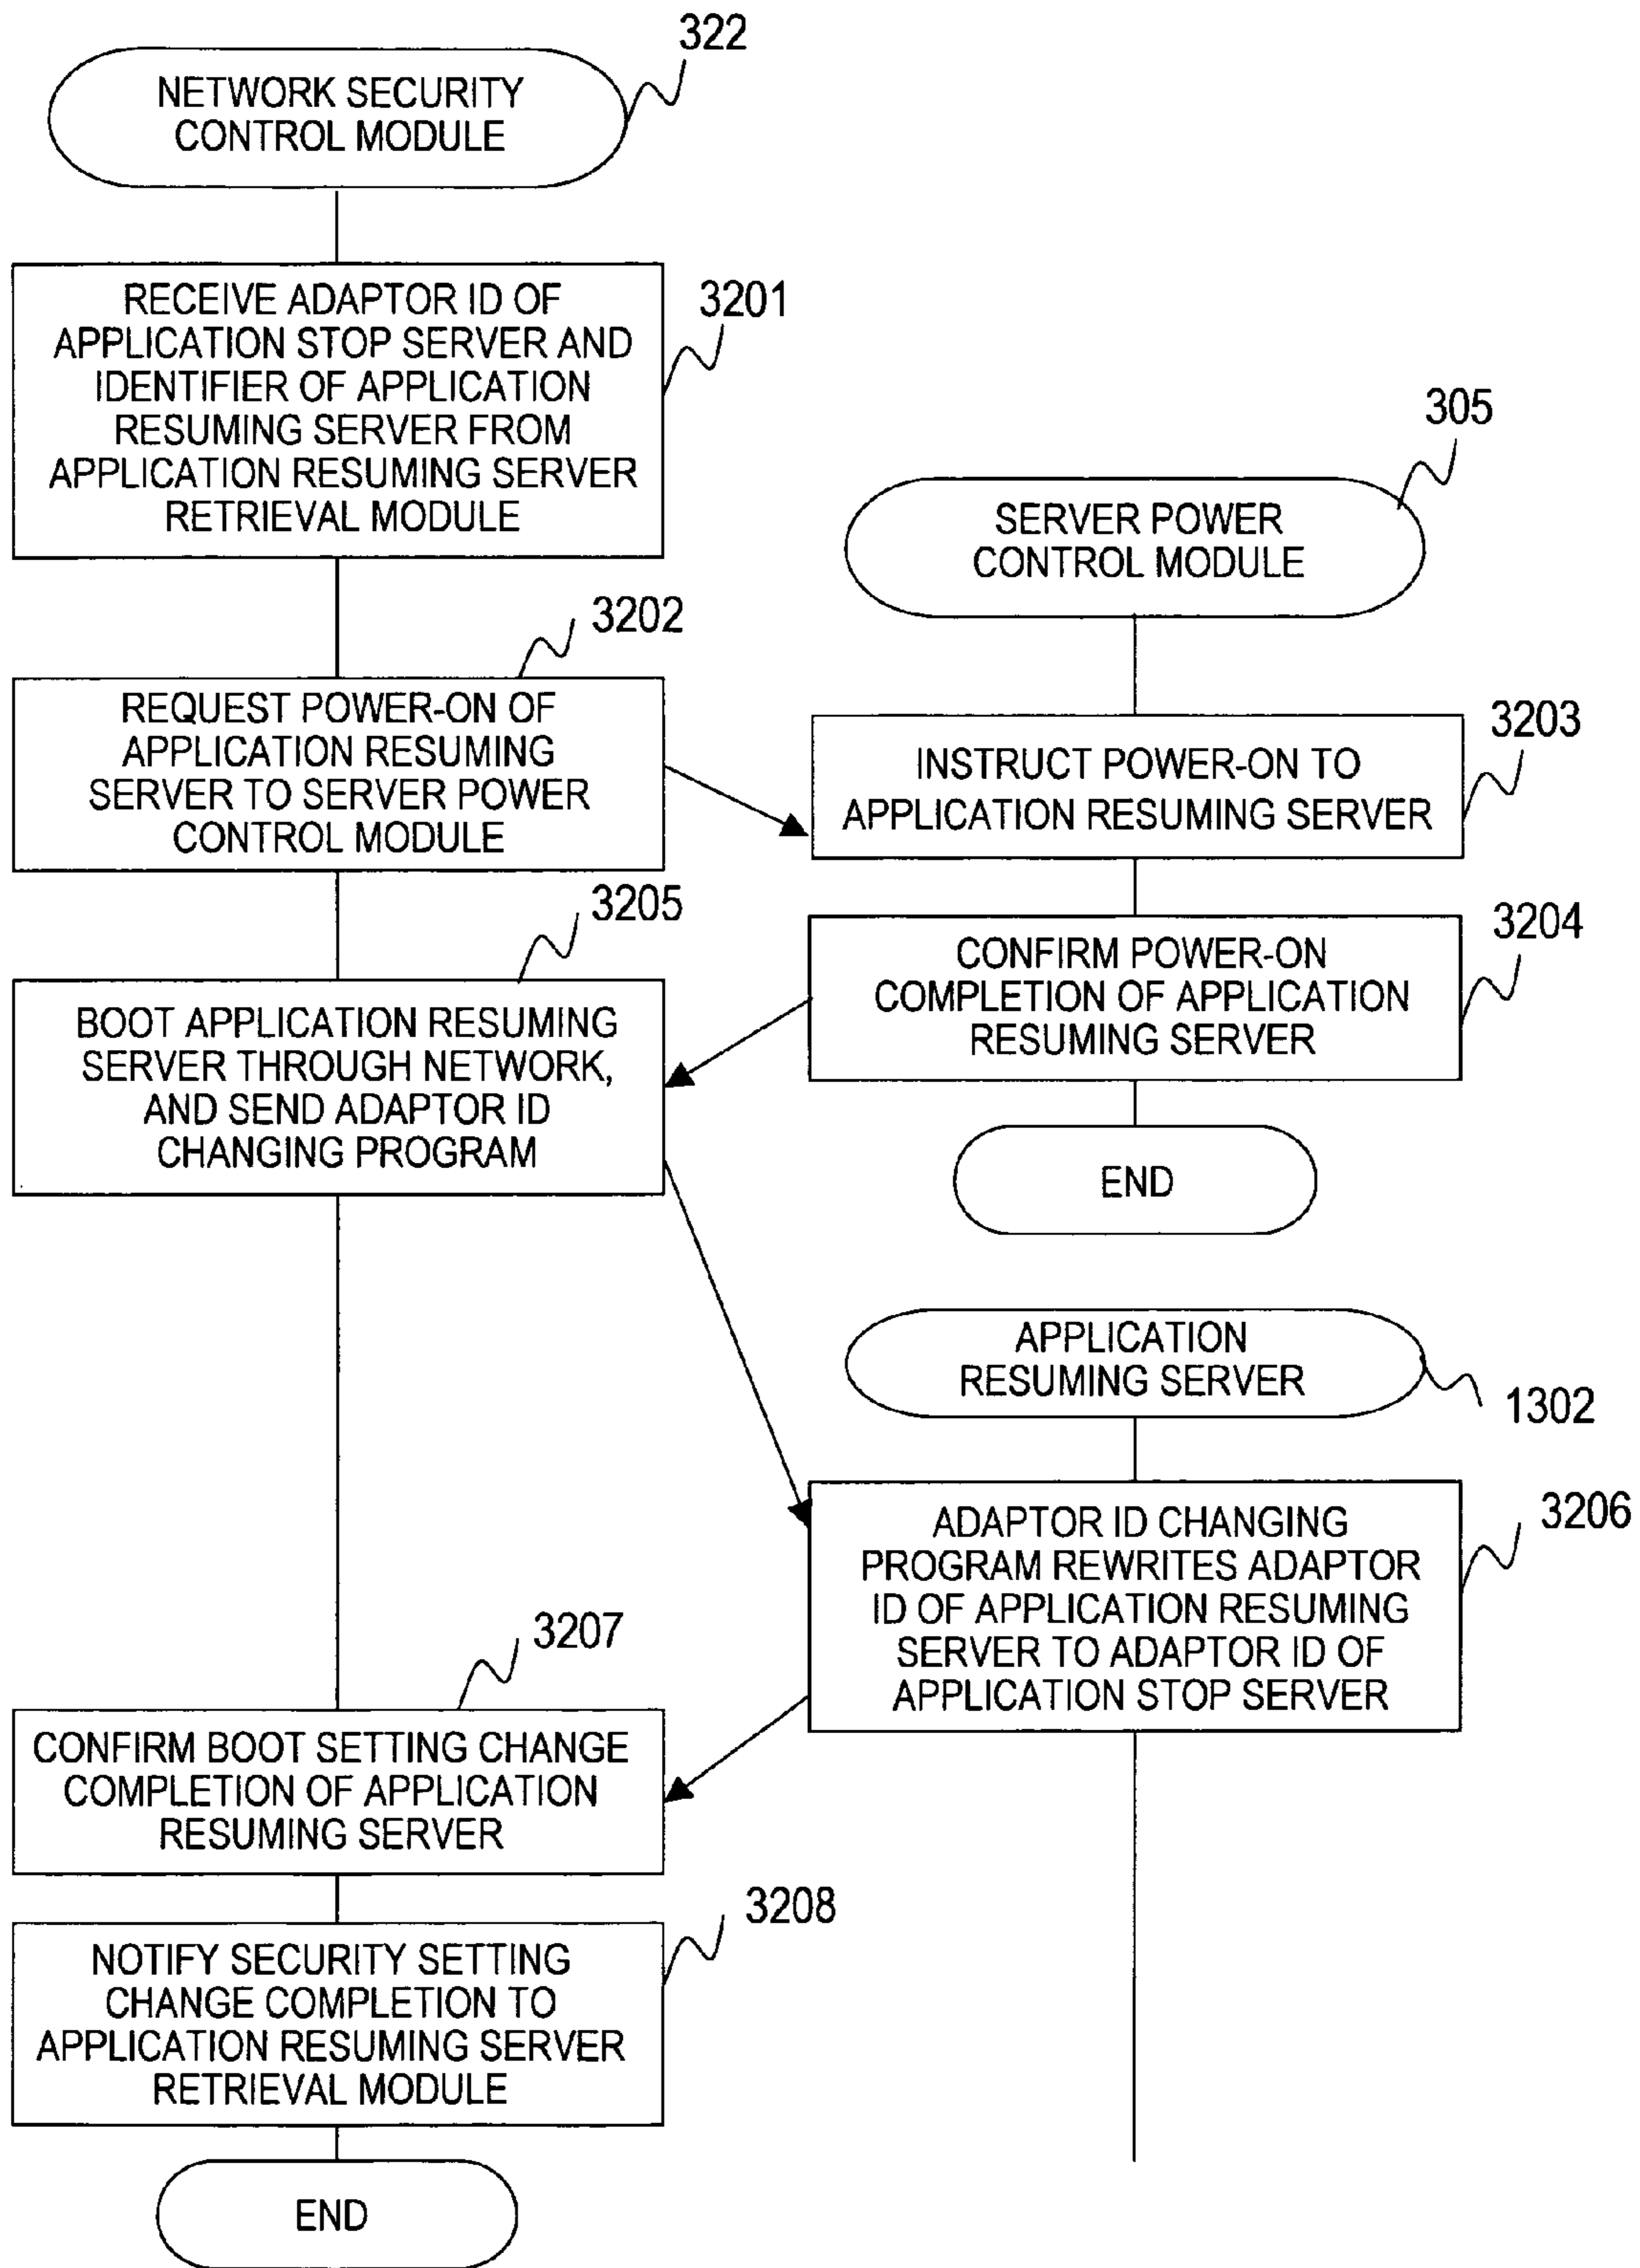 322
NETWORK SECURITY
CONTROL MODULE
RECEIVE ADAPTOR ID OF
APPLICATION STOP SERVER AND
IDENTIFIER OF APPLICATION
RESUMING SERVER FROM
APPLICATION RESUMING SERVER
RETRIEVAL MODULE
3201
305
SERVER POWER
CONTROL MODULE
3202
REQUEST POWER-ON OF
APPLICATION RESUMING
SERVER TO SERVER POWER
CONTROL MODULE
3203
INSTRUCT POWER-ON TO
APPLICATION RESUMING SERVER
3204
CONFIRM POWER-ON
COMPLETION OF APPLICATION
RESUMING SERVER
3205
BOOT APPLICATION RESUMING
SERVER THROUGH NETWORK,
AND SEND ADAPTOR ID
CHANGING PROGRAM
END
APPLICATION
RESUMING SERVER
1302
ADAPTOR ID CHANGING
PROGRAM REWRITES ADAPTOR
ID OF APPLICATION RESUMING
SERVER TO ADAPTOR ID OF
APPLICATION STOP SERVER
3206
3207
CONFIRM BOOT SETTING CHANGE
COMPLETION OF APPLICATION
RESUMING SERVER
3208
NOTIFY SECURITY SETTING
CHANGE COMPLETION TO
APPLICATION RESUMING SERVER
RETRIEVAL MODULE
END